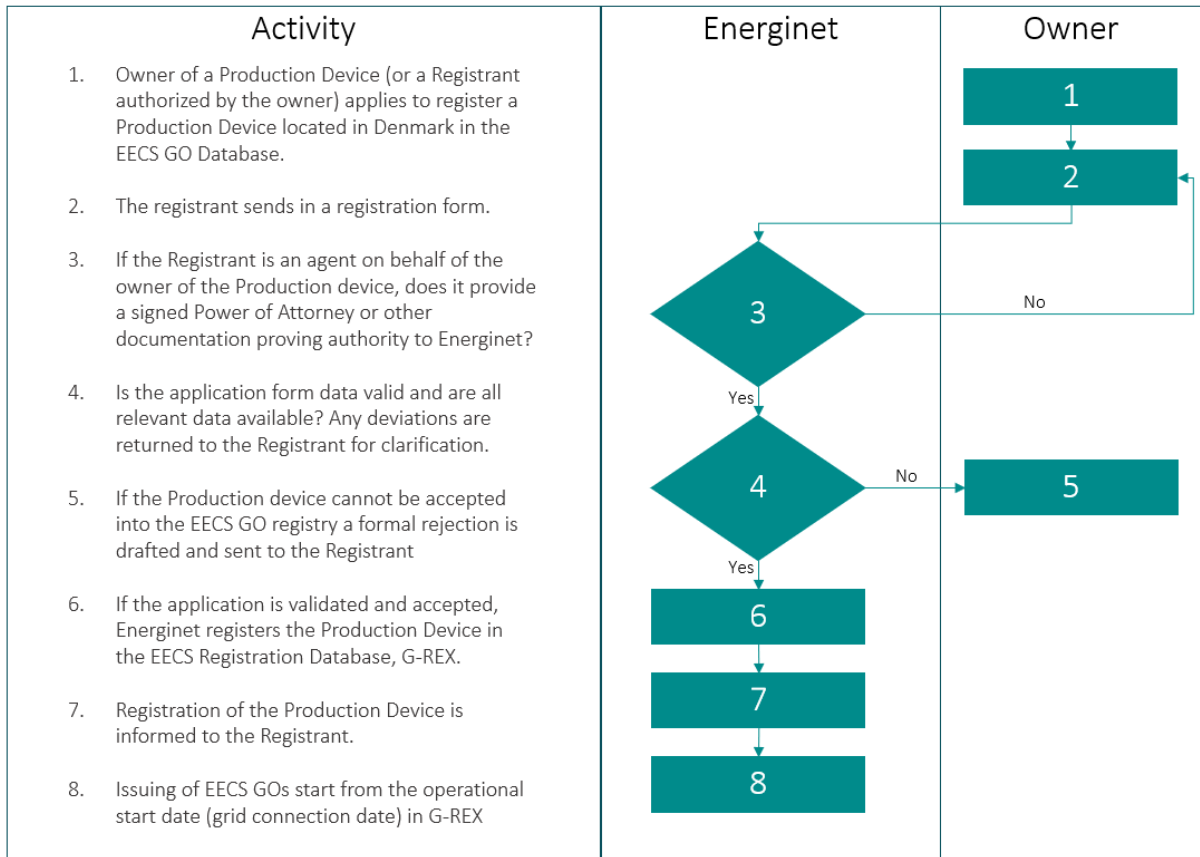 Activity
Energinet
Owner
1. Owner of a Production Device (or a Registrant
authorized by the owner) applies to register a
Production Device located in Denmark in the
EECS GO Database.
2. The registrant sends in a registration form.
3. If the Registrant is an agent on behalf of the
owner of the Production device, does it provide
a signed Power of Attorney or other
documentation proving authority to Energinet?
4. Is the application form data valid and are all
relevant data available? Any deviations are
returned to the Registrant for clarification.
5. If the Production device cannot be accepted
into the EECS GO registry a formal rejection is
drafted and sent to the Registrant
6. If the application is validated and accepted,
Energinet registers the Production Device in
the EECS Registration Database, G-REX.
7. Registration of the Production Device is
informed to the Registrant.
8. Issuing of EECS GOs start from the operational
start date (grid connection date) in G-REX
1
2
3
No
Yes
4
No
5
Yes
6
7
8